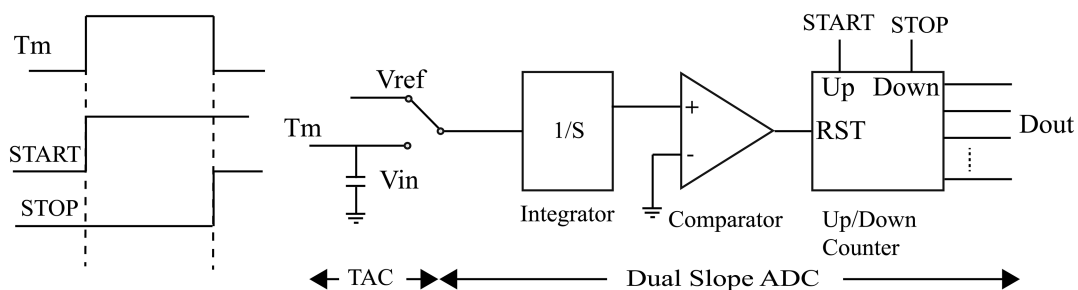 Tm
START
STOP
Vref
Tm
Vin
1/S
Integrator
+
-
Comparator
START
STOP
Up
Down
RST
Dout
Up/Down
Counter
TAC
Dual Slope ADC